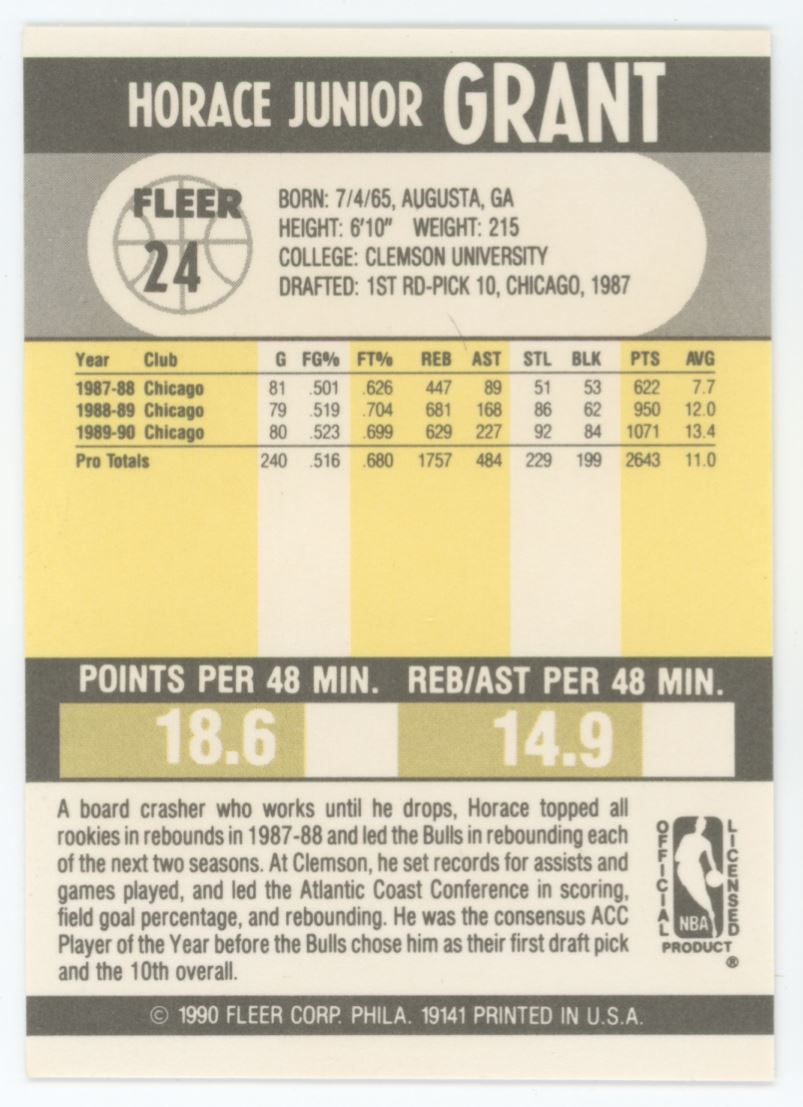 HORACE JUNIOR GRANT
FLEER
24
BORN: 7/4/65, AUGUSTA, GA
HEIGHT: 6'10" WEIGHT: 215
COLLEGE: CLEMSON UNIVERSITY
DRAFTED: 1ST RD-PICK 10, CHICAGO, 1987
Year Club G FG% FT% REB AST STL BLK PTS AVG
1987-88 Chicago 81 .501 .626 447 89 51 53 622 7.7
1988-89 Chicago 79 .519 .704 681 168 86 62 950 12.0
1989-90 Chicago 80 .523 .699 629 227 92 84 1071 13.4
Pro Totals 240 .516 .680 1757 484 229 199 2643 11.0
POINTS PER 48 MIN. REB/AST PER 48 MIN.
18.6 14.9
A board crasher who works until he drops, Horace topped all
rookies in rebounds in 1987-88 and led the Bulls in rebounding each
of the next two seasons. At Clemson, he set records for assists and
games played, and led the Atlantic Coast Conference in scoring,
field goal percentage, and rebounding. He was the consensus ACC
Player of the Year before the Bulls chose him as their first draft pick
and the 10th overall.
OFFICIAL
NBA
LICENSED
PRODUCT
®
© 1990 FLEER CORP. PHILA. 19141 PRINTED IN U.S.A.